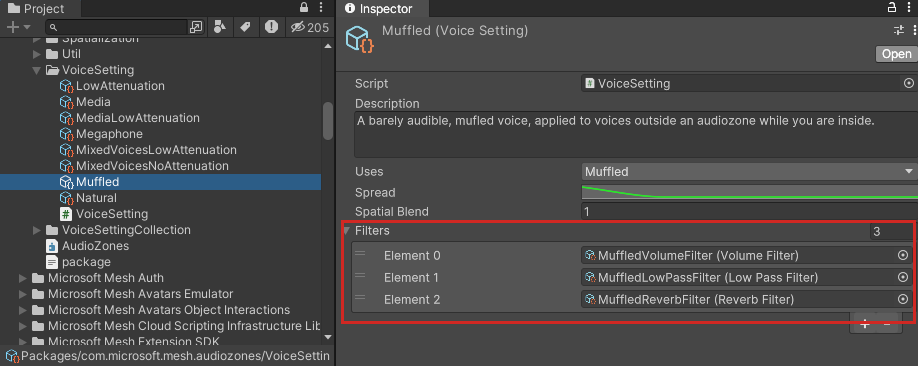 Project
205
Spatialization
Util
VoiceSetting
LowAttenuation
Media
MediaLowAttenuation
Megaphone
MixedVoicesLowAttenuation
MixedVoicesNoAttenuation
Muffled
Natural
# VoiceSetting
VoiceSettingCollection
AudioZones
package
Microsoft Mesh Auth
Microsoft Mesh Avatars Emulator
Microsoft Mesh Avatars Object Interactions
Microsoft Mesh Cloud Scripting Infrastructure Lib
Microsoft Mesh Extension SDK
Packages/com.microsoft.mesh.audiozones/VoiceSettin
Inspector
Muffled (Voice Setting)
Open
Script # VoiceSetting
Description
A barely audible, mufled voice, applied to voices outside an audiozone while you are inside.
Uses Muffled
Spread
Spatial Blend 1
Filters 3
Element 0 MuffledVolumeFilter (Volume Filter)
Element 1 MuffledLowPassFilter (Low Pass Filter)
Element 2 MuffledReverbFilter (Reverb Filter)
+ -